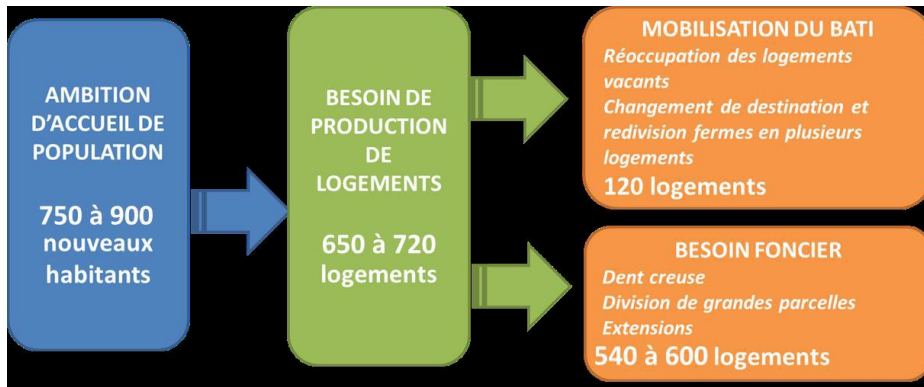 AMBITION
D'ACCUEIL DE
POPULATION
750 à 900
nouveaux
habitants
BESOIN DE
PRODUCTION
DE
LOGEMENTS
650 à 720
logements
MOBILISATION DU BATI
Réoccupation des logements
vacants
Changement de destination et
redivision fermes en plusieurs
logements
120 logements
BESOIN FONCIER
Dent creuse
Division de grandes parcelles
Extensions
540 à 600 logements